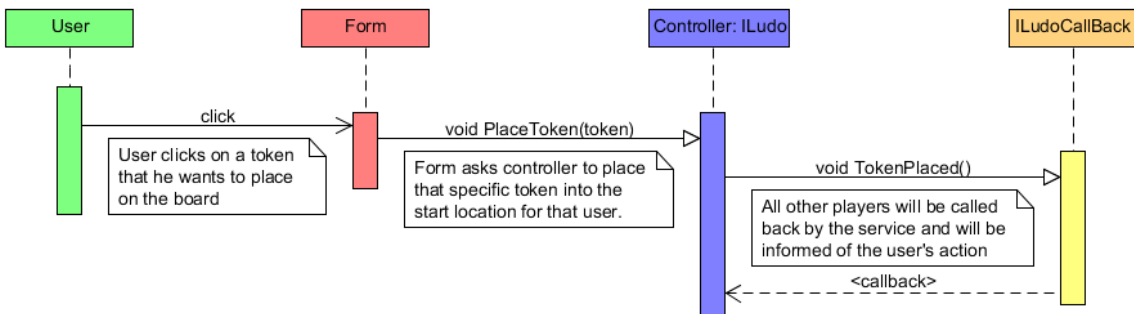 User
Form
Controller: ILudo
ILudoCallBack
click
User clicks on a token
that he wants to place
on the board
void PlaceToken(token)
Form asks controller to place
that specific token into the
start location for that user.
void TokenPlaced()
All other players will be called
back by the service and will be
informed of the user's action
<callback>